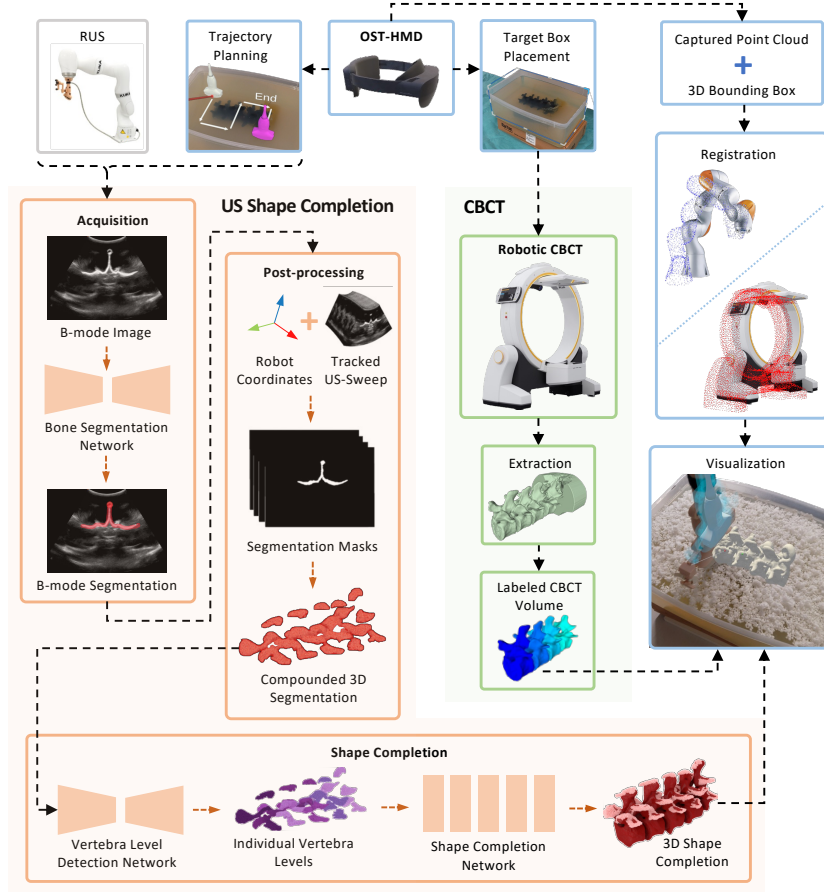 RUS
Trajectory
Planning
End
OST-HMD
Target Box
Placement
Captured Point Cloud
+
3D Bounding Box
Registration
US Shape Completion
Acquisition
B-mode Image
Bone Segmentation
Network
B-mode Segmentation
Post-processing
+
Robot
Coordinates
Tracked
US-Sweep
Segmentation Masks
Compounded 3D
Segmentation
CBCT
Robotic CBCT
Extraction
Labeled CBCT
Volume
Visualization
Shape Completion
Vertebra Level
Detection Network
Individual Vertebra
Levels
Shape Completion
Network
3D Shape
Completion